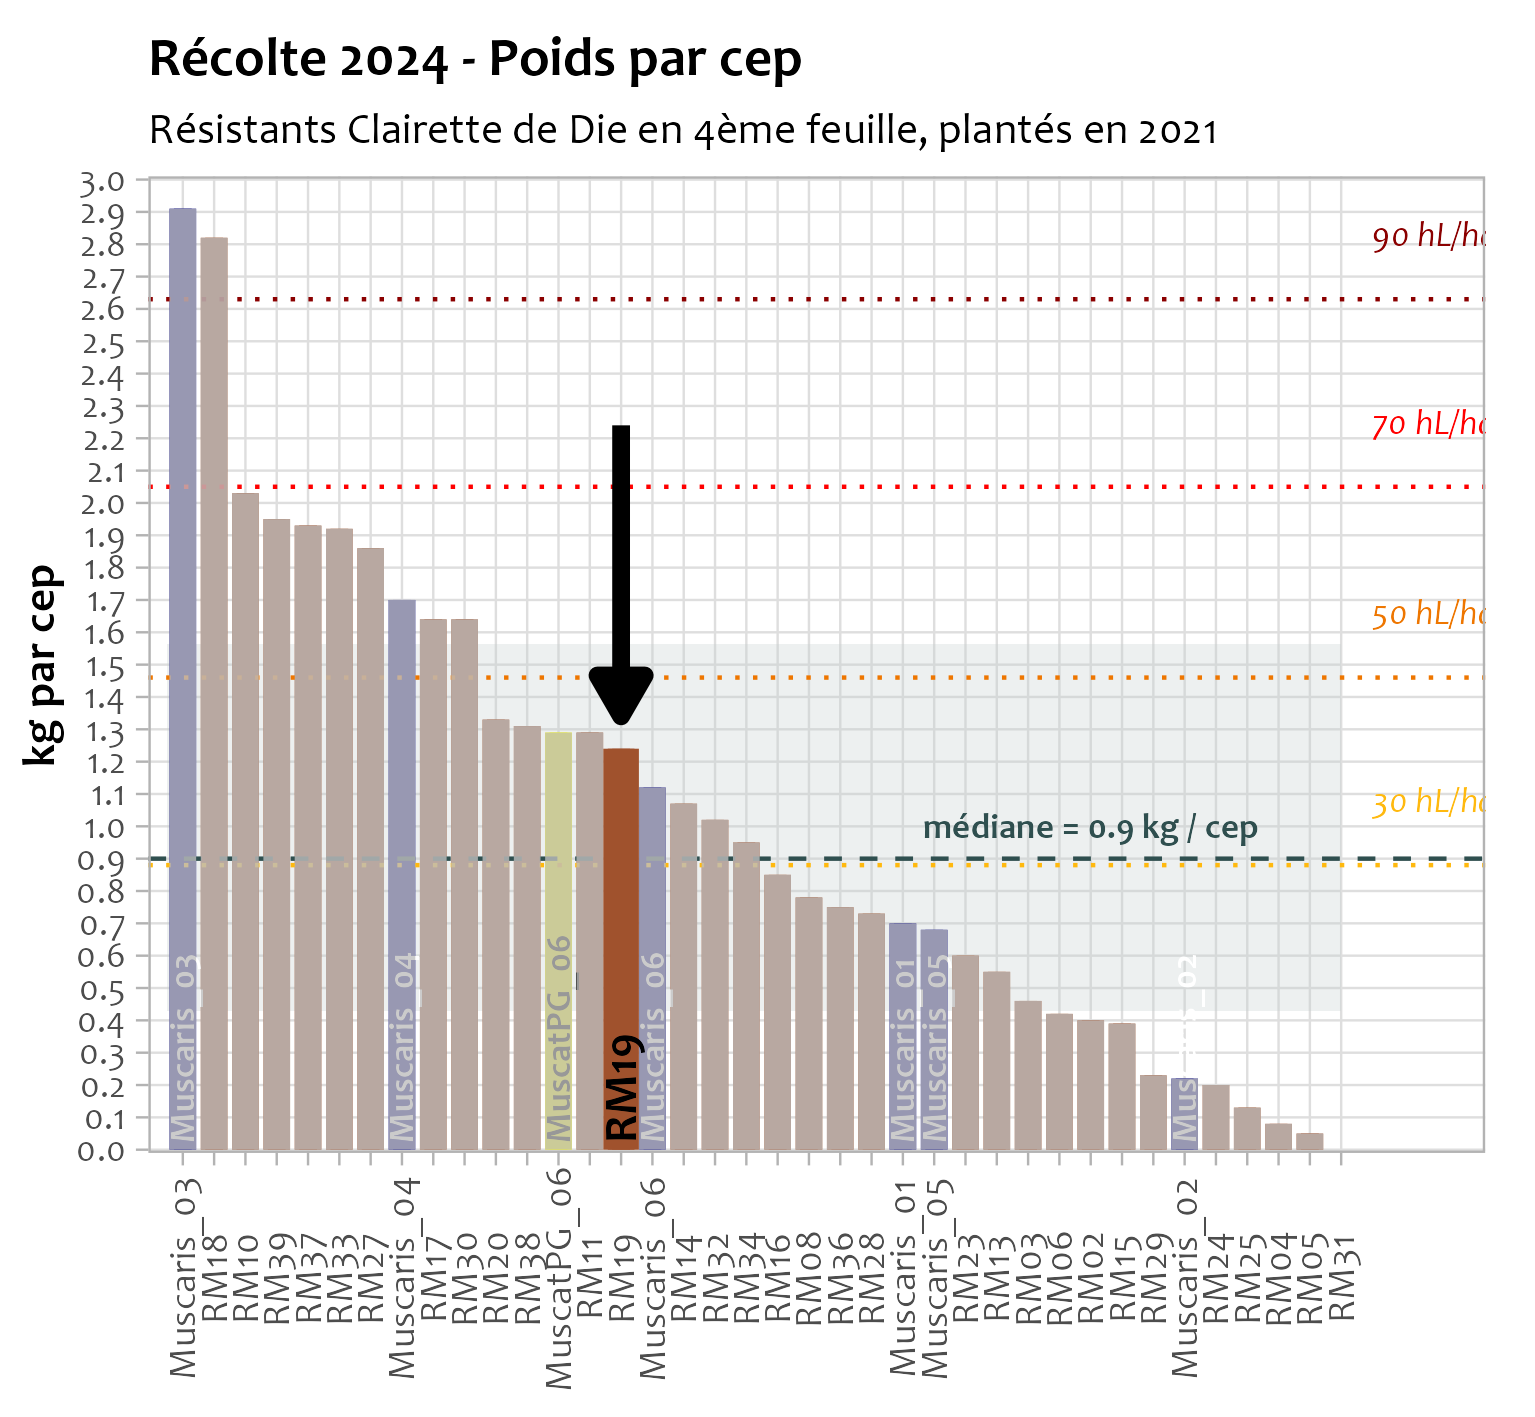 Récolte 2024 - Poids par cep
Résistants Clairette de Die en 4ème feuille, plantés en 2021
kg par cep
3.0
2.9
2.8
2.7
2.6
2.5
2.4
2.3
2.2
2.1
2.0
1.9
1.8
1.7
1.6
1.5
1.4
1.3
1.2
1.1
1.0
0.9
0.8
0.7
0.6
0.5
0.4
0.3
0.2
0.1
0.0
90 hL/ha
70 hL/ha
50 hL/ha
30 hL/ha
médiane = 0.9 kg / cep
Muscaris_03
Muscaris_04
MuscatPG_06
RM19
Muscaris_06
Muscaris_01
Muscaris_05
Muscaris_02
Muscaris_03
RM18
RM10
RM39
RM37
RM33
RM27
Muscaris_04
RM17
RM30
RM20
RM38
MuscatPG_06
RM11
RM19
Muscaris_06
RM14
RM32
RM34
RM16
RM08
RM36
RM28
Muscaris_01
Muscaris_05
RM23
RM13
RM03
RM06
RM02
RM15
RM29
Muscaris_02
RM24
RM25
RM04
RM05
RM31